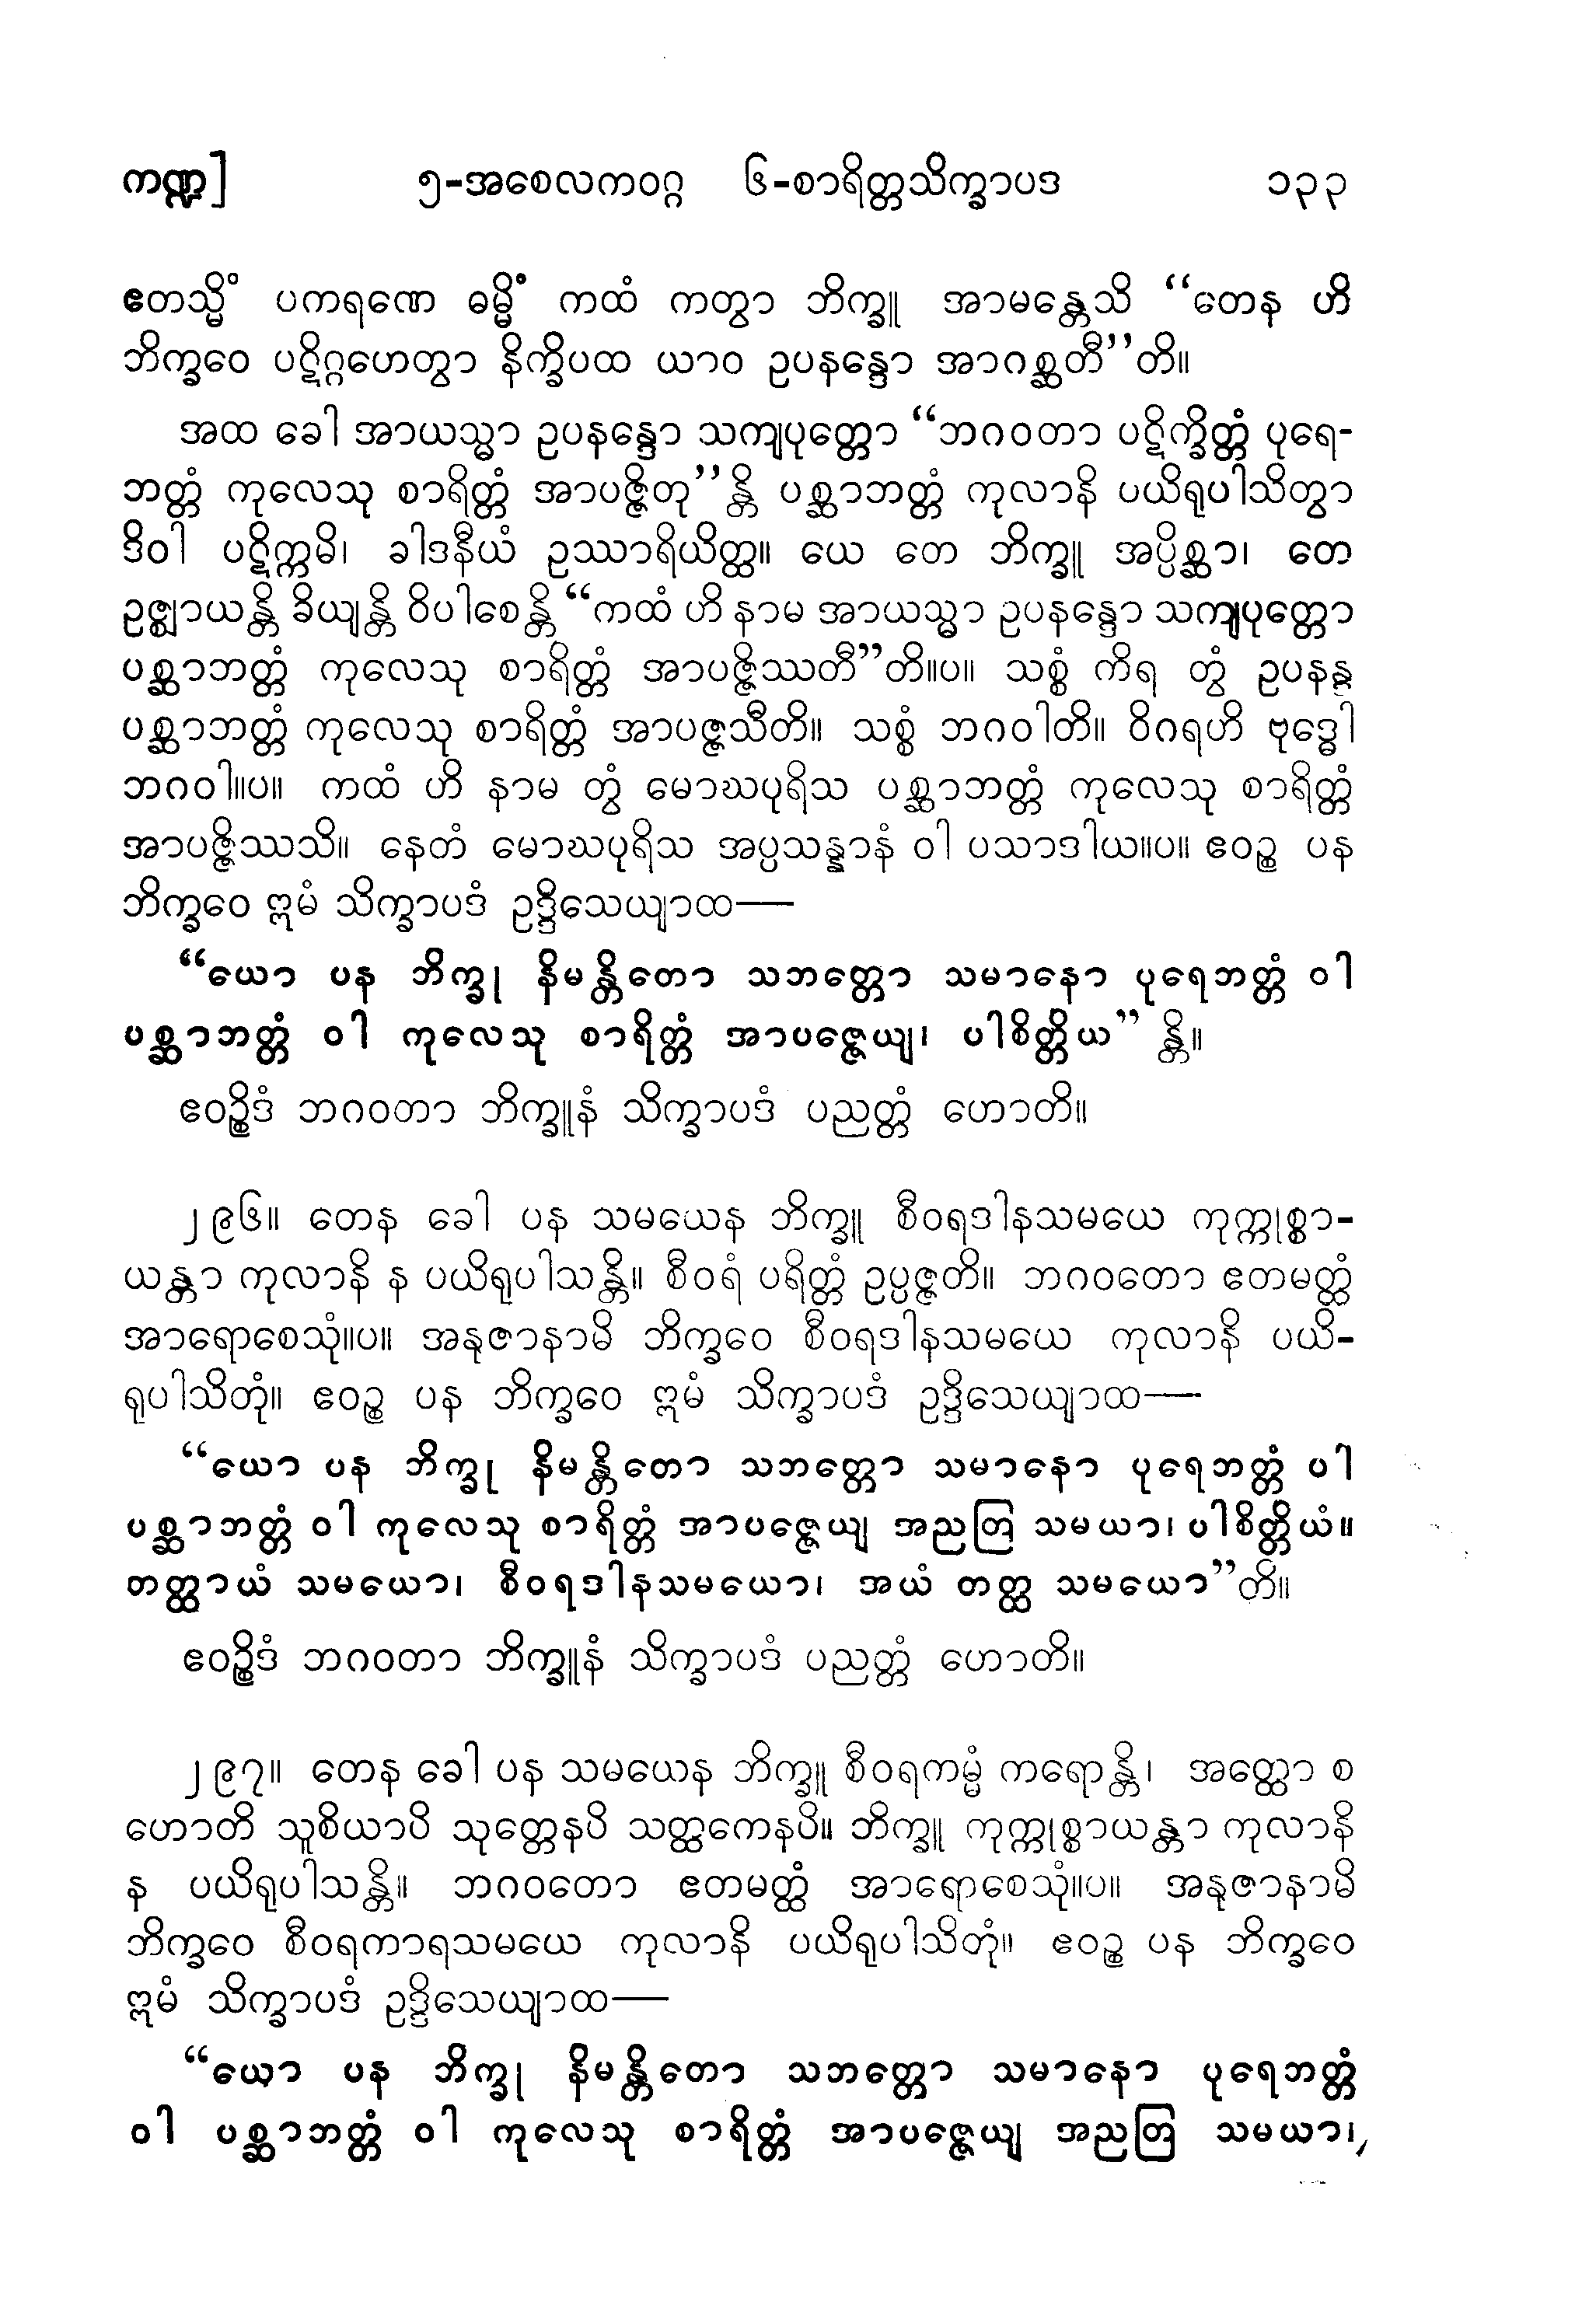 ကဏ္ဍ] ၅-အစေလကဝဂ္ဂ ၆-စာရိတ္တသိက္ခာပဒ ၁၃၃
ဧတသ္မိံ ပကရဏေ ဓမ္မိံ ကထံ ကတွာ ဘိက္ခူ အာမန္တေသိ “တေန ဟိ
ဘိက္ခဝေ ပဋိဂ္ဂဟေတွာ နိက္ခိပထ ယာဝ ဥပနန္ဒော အာဂစ္ဆတီ”တိ။
အထ ခေါ အာယသ္မာ ဥပနန္ဒော သကျပုတ္တော “ဘဂဝတာ ပဋိက္ခိတ္တံ ပုရေ-
ဘတ္တံ ကုလေသု စာရိတ္တံ အာပဇ္ဇိတု”န္တိ ပစ္ဆာဘတ္တံ ကုလာနိ ပယိရုပါသိတွာ
ဒိဝါ ပဋိက္ကမိ၊ ခါဒနီယံ ဥဿာရိယိတ္ထ။ ယေ တေ ဘိက္ခူ အပ္ပိစ္ဆာ၊ တေ
ဥဇ္ဈာယန္တိ ခိယျန္တိ ဝိပါစေန္တိ “ကထံ ဟိ နာမ အာယသ္မာ ဥပနန္ဒော သကျပုတ္တော
ပစ္ဆာဘတ္တံ ကုလေသု စာရိတ္တံ အာပဇ္ဇိဿတီ”တိ။ပ။ သစ္စံ ကိရ တွံ ဥပနန္ဒ
ပစ္ဆာဘတ္တံ ကုလေသု စာရိတ္တံ အာပဇ္ဇသီတိ။ သစ္စံ ဘဂဝါတိ။ ဝိဂရဟိ ဗုဒ္ဓေါ
ဘဂဝါ။ပ။ ကထံ ဟိ နာမ တွံ မောဃပုရိသ ပစ္ဆာဘတ္တံ ကုလေသု စာရိတ္တံ
အာပဇ္ဇိဿသိ။ နေတံ မောဃပုရိသ အပ္ပသန္နာနံ ဝါ ပသာဒါယ။ပ။ ဧဝဉ္စ ပန
ဘိက္ခဝေ ဣမံ သိက္ခာပဒံ ဥဒ္ဒိသေယျာထ—
“ယော ပန ဘိက္ခု နိမန္တိတော သဘတ္တော သမာနော ပုရေဘတ္တံ ဝါ
ပစ္ဆာဘတ္တံ ဝါ ကုလေသု စာရိတ္တံ အာပဇ္ဇေယျ၊ ပါစိတ္တိယ”န္တိ။
ဧဝဉ္စိဒံ ဘဂဝတာ ဘိက္ခူနံ သိက္ခာပဒံ ပညတ္တံ ဟောတိ။
၂၉၆။ တေန ခေါ ပန သမယေန ဘိက္ခူ စီဝရဒါနသမယေ ကုက္ကုစ္စာ-
ယန္တာ ကုလာနိ န ပယိရုပါသန္တိ။ စီဝရံ ပရိတ္တံ ဥပ္ပဇ္ဇတိ။ ဘဂဝတော ဧတမတ္ထံ
အာရောစေသုံ။ပ။ အနုဇာနာမိ ဘိက္ခဝေ စီဝရဒါနသမယေ ကုလာနိ ပယိ-
ရုပါသိတုံ။ ဧဝဉ္စ ပန ဘိက္ခဝေ ဣမံ သိက္ခာပဒံ ဥဒ္ဒိသေယျာထ—
“ယော ပန ဘိက္ခု နိမန္တိတော သဘတ္တော သမာနော ပုရေဘတ္တံ ပါ
ပစ္ဆာဘတ္တံ ဝါ ကုလေသု စာရိတ္တံ အာပဇ္ဇေယျ အညတြ သမယာ၊ ပါစိတ္တိယံ။
တတ္ထာယံ သမယော၊ စီဝရဒါနသမယော၊ အယံ တတ္ထ သမယော”တိ။
ဧဝဉ္စိဒံ ဘဂဝတာ ဘိက္ခူနံ သိက္ခာပဒံ ပညတ္တံ ဟောတိ။
၂၉၇။ တေန ခေါ ပန သမယေန ဘိက္ခူ စီဝရကမ္မံ ကရောန္တိ၊ အတ္ထော စ
ဟောတိ သူစိယာပိ သုတ္တေနပိ သတ္ထကေနပိ။ ဘိက္ခူ ကုက္ကုစ္စာယန္တာ ကုလာနိ
န ပယိရုပါသန္တိ။ ဘဂဝတော ဧတမတ္ထံ အာရောစေသုံ။ပ။ အနုဇာနာမိ
ဘိက္ခဝေ စီဝရကာရသမယေ ကုလာနိ ပယိရုပါသိတုံ။ ဧဝဉ္စ ပန ဘိက္ခဝေ
ဣမံ သိက္ခာပဒံ ဥဒ္ဒိသေယျာထ—
“ယော ပန ဘိက္ခု နိမန္တိတော သဘတ္တော သမာနော ပုရေဘတ္တံ
ဝါ ပစ္ဆာဘတ္တံ ဝါ ကုလေသု စာရိတ္တံ အာပဇ္ဇေယျ အညတြ သမယာ၊